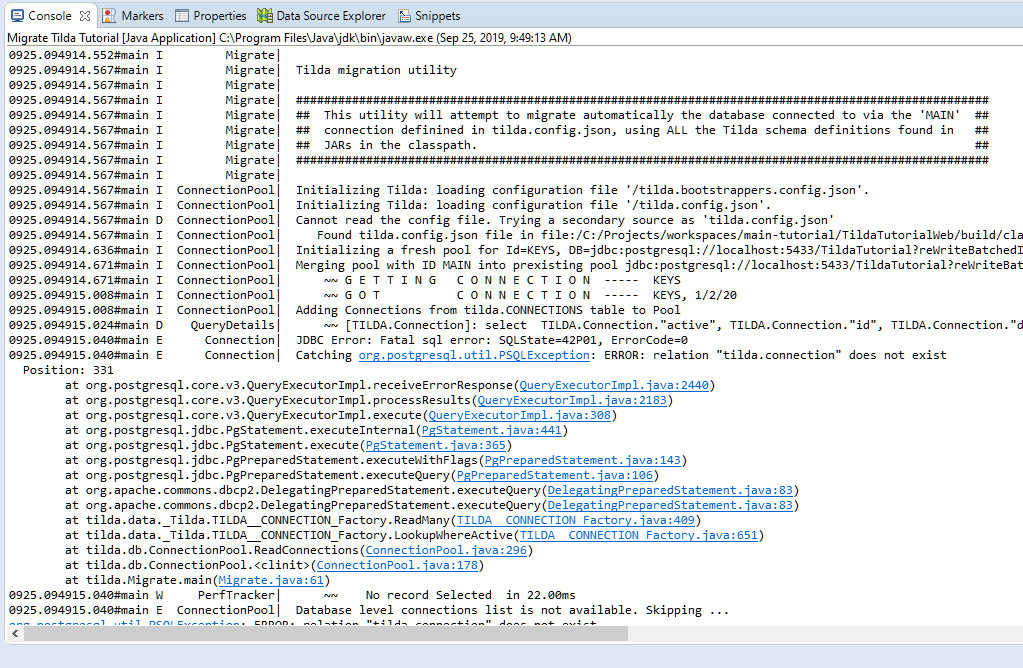 Console Markers Properties Data Source Explorer Snippets
Migrate Tilda Tutorial [Java Application] C:\Program Files\Java\jdk\bin\javaw.exe (Sep 25, 2019, 9:49:13 AM)
0925.094914.552#main I Migrate|
0925.094914.567#main I Migrate| Tilda migration utility
0925.094914.567#main I Migrate|
0925.094914.567#main I Migrate| ###################################################################################################
0925.094914.567#main I Migrate| ## This utility will attempt to migrate automatically the database connected to via the 'MAIN' ##
0925.094914.567#main I Migrate| ## connection definined in tilda.config.json, using ALL the Tilda schema definitions found in ##
0925.094914.567#main I Migrate| ## JARs in the classpath. ##
0925.094914.567#main I Migrate| ###################################################################################################
0925.094914.567#main I Migrate|
0925.094914.567#main I ConnectionPool| Initializing Tilda: loading configuration file '/tilda.bootstrappers.config.json'.
0925.094914.567#main I ConnectionPool| Initializing Tilda: loading configuration file '/tilda.config.json'.
0925.094914.567#main D ConnectionPool| Cannot read the config file. Trying a secondary source as 'tilda.config.json'
0925.094914.567#main I ConnectionPool| Found tilda.config.json file in file:/C:/Projects/workspaces/main-tutorial/TildaTutorialWeb/build/cla
0925.094914.636#main I ConnectionPool| Initializing a fresh pool for Id=KEYS, DB=jdbc:postgresql://localhost:5433/TildaTutorial?reWriteBatchedI
0925.094914.671#main I ConnectionPool| Merging pool with ID MAIN into prexisting pool jdbc:postgresql://localhost:5433/TildaTutorial?reWriteBat
0925.094914.671#main I ConnectionPool| ~~ G E T T I N G C O N N E C T I O N ----- KEYS
0925.094915.008#main I ConnectionPool| ~~ G O T C O N N E C T I O N ----- KEYS, 1/2/20
0925.094915.008#main I ConnectionPool| Adding Connections from tilda.CONNECTIONS table to Pool
0925.094915.024#main D QueryDetails| ~~ [TILDA.Connection]: select TILDA.Connection."active", TILDA.Connection."id", TILDA.Connection."d
0925.094915.040#main E Connection| JDBC Error: Fatal sql error: SQLState=42P01, ErrorCode=0
0925.094915.040#main E Connection| Catching org.postgresql.util.PSQLException: ERROR: relation "tilda.connection" does not exist
Position: 331
at org.postgresql.core.v3.QueryExecutorImpl.receiveErrorResponse(QueryExecutorImpl.java:2440)
at org.postgresql.core.v3.QueryExecutorImpl.processResults(QueryExecutorImpl.java:2183)
at org.postgresql.core.v3.QueryExecutorImpl.execute(QueryExecutorImpl.java:308)
at org.postgresql.jdbc.PgStatement.executeInternal(PgStatement.java:441)
at org.postgresql.jdbc.PgStatement.execute(PgStatement.java:365)
at org.postgresql.jdbc.PgPreparedStatement.executeWithFlags(PgPreparedStatement.java:143)
at org.postgresql.jdbc.PgPreparedStatement.executeQuery(PgPreparedStatement.java:106)
at org.apache.commons.dbcp2.DelegatingPreparedStatement.executeQuery(DelegatingPreparedStatement.java:83)
at org.apache.commons.dbcp2.DelegatingPreparedStatement.executeQuery(DelegatingPreparedStatement.java:83)
at tilda.data._Tilda.TILDA__CONNECTION_Factory.ReadMany(TILDA__CONNECTION_Factory.java:409)
at tilda.data._Tilda.TILDA__CONNECTION_Factory.LookupWhereActive(TILDA__CONNECTION_Factory.java:651)
at tilda.db.ConnectionPool.ReadConnections(ConnectionPool.java:296)
at tilda.db.ConnectionPool.<clinit>(ConnectionPool.java:178)
at tilda.Migrate.main(Migrate.java:61)
0925.094915.040#main W PerfTracker| ~~ No record Selected in 22.00ms
0925.094915.040#main E ConnectionPool| Database level connections list is not available. Skipping ...
org.postgresql.util.PSQLException: ERROR: relation "tilda.connection" does not exist